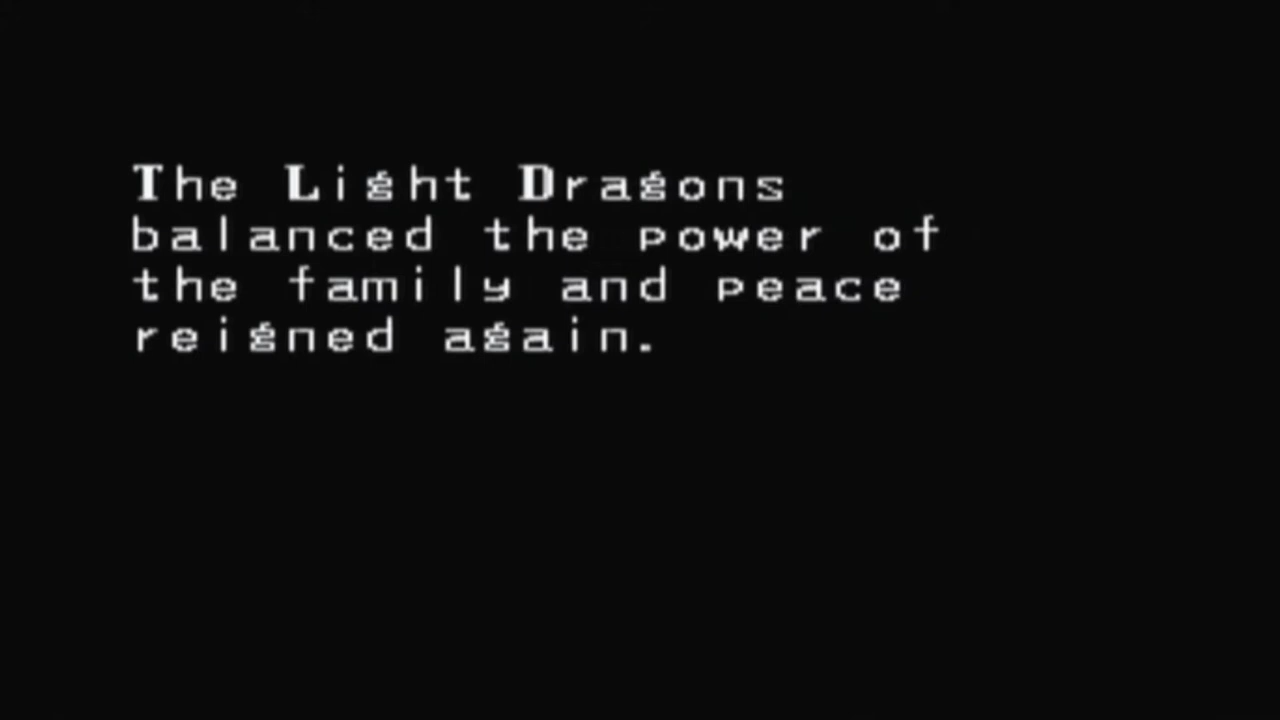 The Light Dragons
balanced the power of
the family and peace
reigned again.